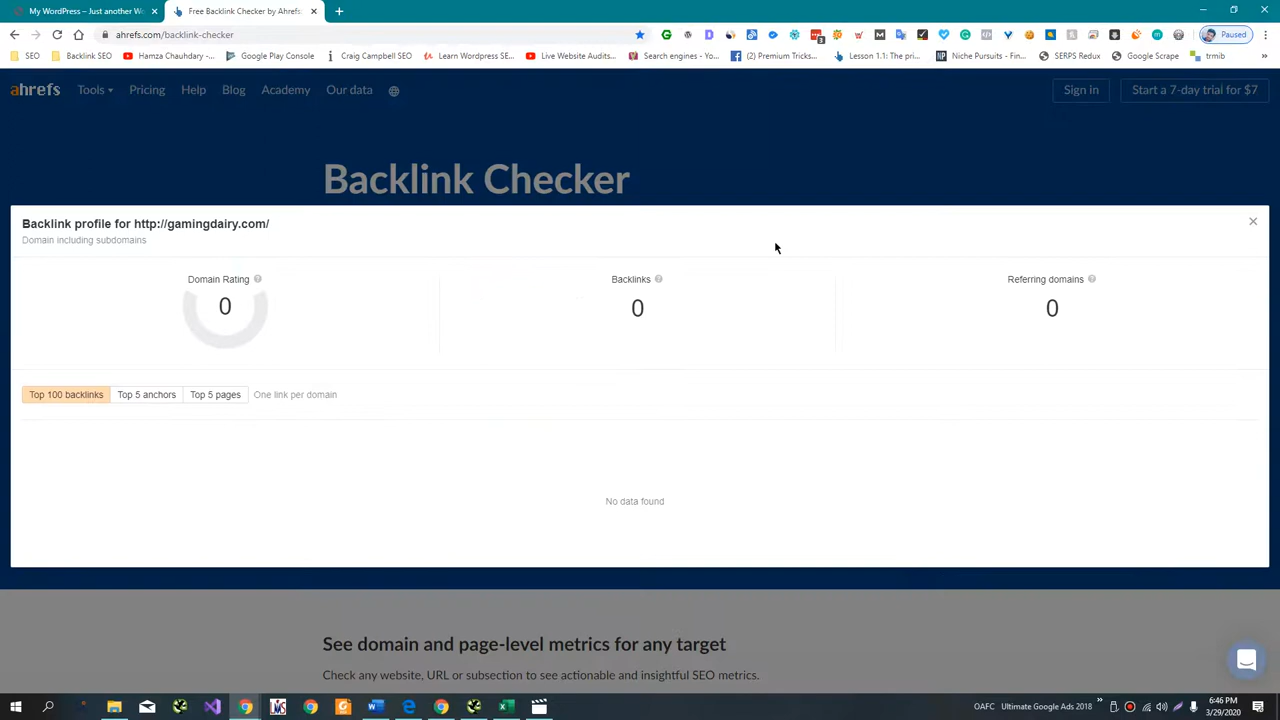 My WordPress – Just another Wo
Free Backlink Checker by Ahrefs:
ahrefs.com/backlink-checker
Paused
SEO
Backlink SEO
Hamza Chauhdary -...
Google Play Console
Craig Campbell SEO
Learn Wordpress SE...
Live Website Audits...
Search engines - Yo...
(2) Premium Tricks...
Lesson 1.1: The pri...
Niche Pursuits - Fin...
SERPS Redux
Google Scrape
trmib
ahrefs
Tools
Pricing
Help
Blog
Academy
Our data
Sign in
Start a 7-day trial for $7
Backlink Checker
Backlink profile for http://gamingdairy.com/
Domain including subdomains
Domain Rating
0
Backlinks
0
Referring domains
0
Top 100 backlinks
Top 5 anchors
Top 5 pages
One link per domain
No data found
See domain and page-level metrics for any target
Check any website, URL or subsection to see actionable and insightful SEO metrics.
OAFC
Ultimate Google Ads 2018
6:46 PM
3/29/2020